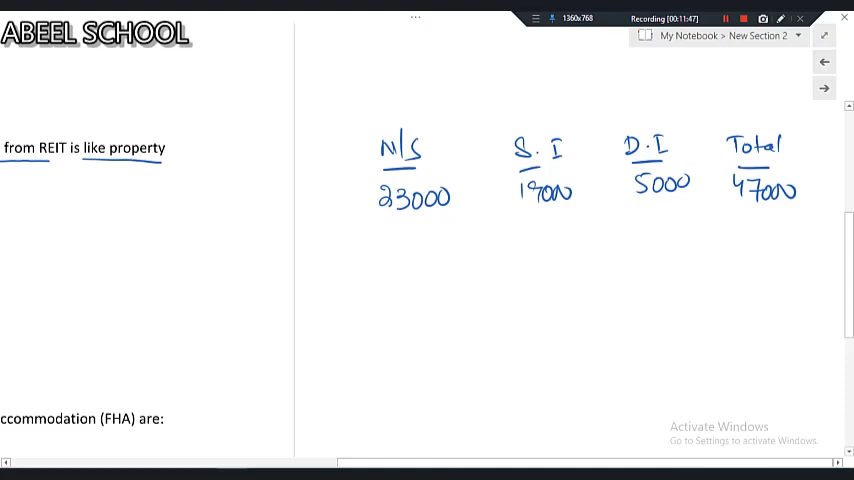 1360x768
Recording [00:11:47]
ABEEL SCHOOL
My Notebook > New Section 2
from REIT is like property
N/S S.I D.I Total
23000 19000 5000 47000
ccommodation (FHA) are:
Activate Windows
Go to Settings to activate Windows.